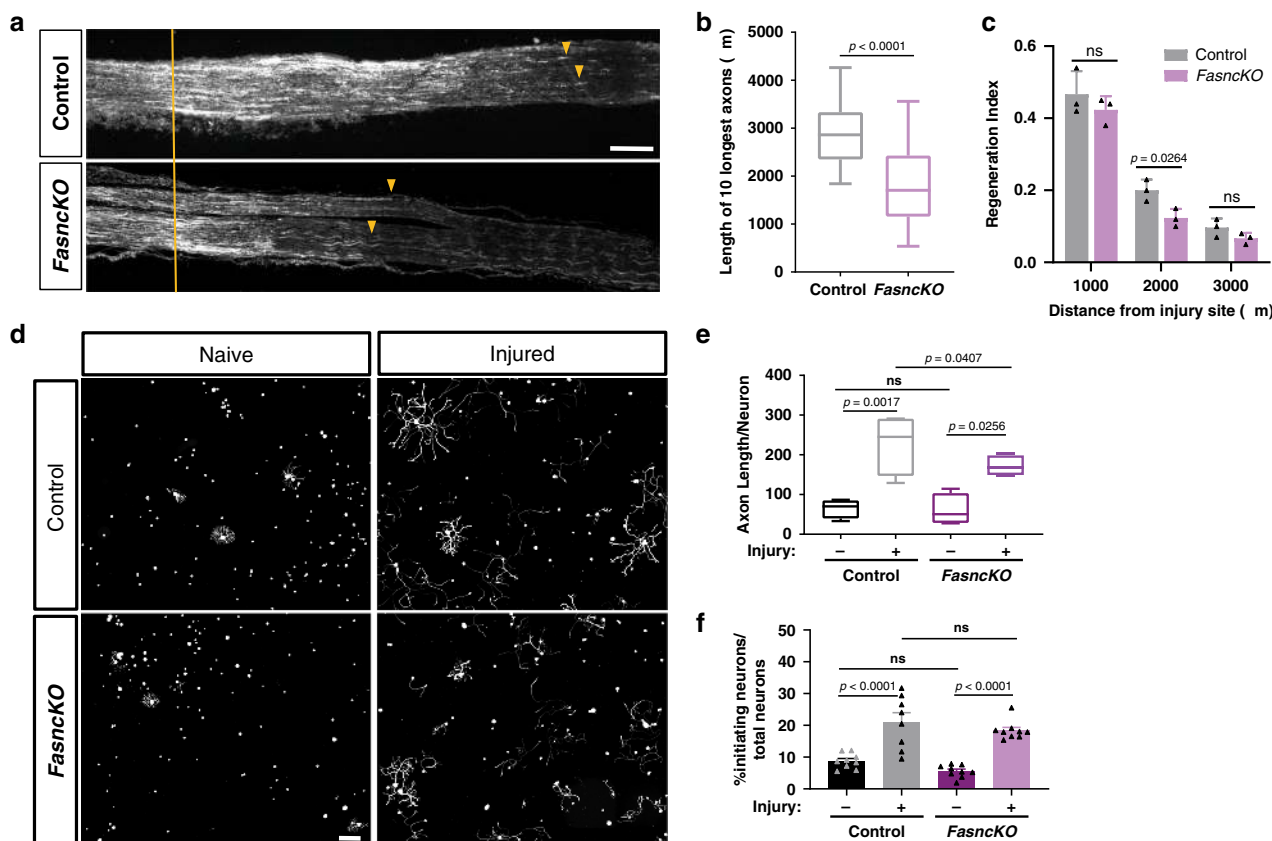 a
Control
FasncKO
b
Length of 10 longest axons ( m)
5000
4000
3000
2000
1000
0
p < 0.0001
Control FasncKO
c
Regeneration Index
0.6
0.4
0.2
0.0
ns
p = 0.0264
ns
Control
FasncKO
1000 2000 3000
Distance from injury site ( m)
d
Naive
Injured
Control
FasncKO
e
Axon Length/Neuron
400
300
200
100
0
p = 0.0407
ns
p = 0.0017
p = 0.0256
Injury: – + – +
Control FasncKO
f
%initiating neurons/
total neurons
50
40
30
20
10
0
ns
ns
p < 0.0001 p < 0.0001
Injury: – + – +
Control FasncKO